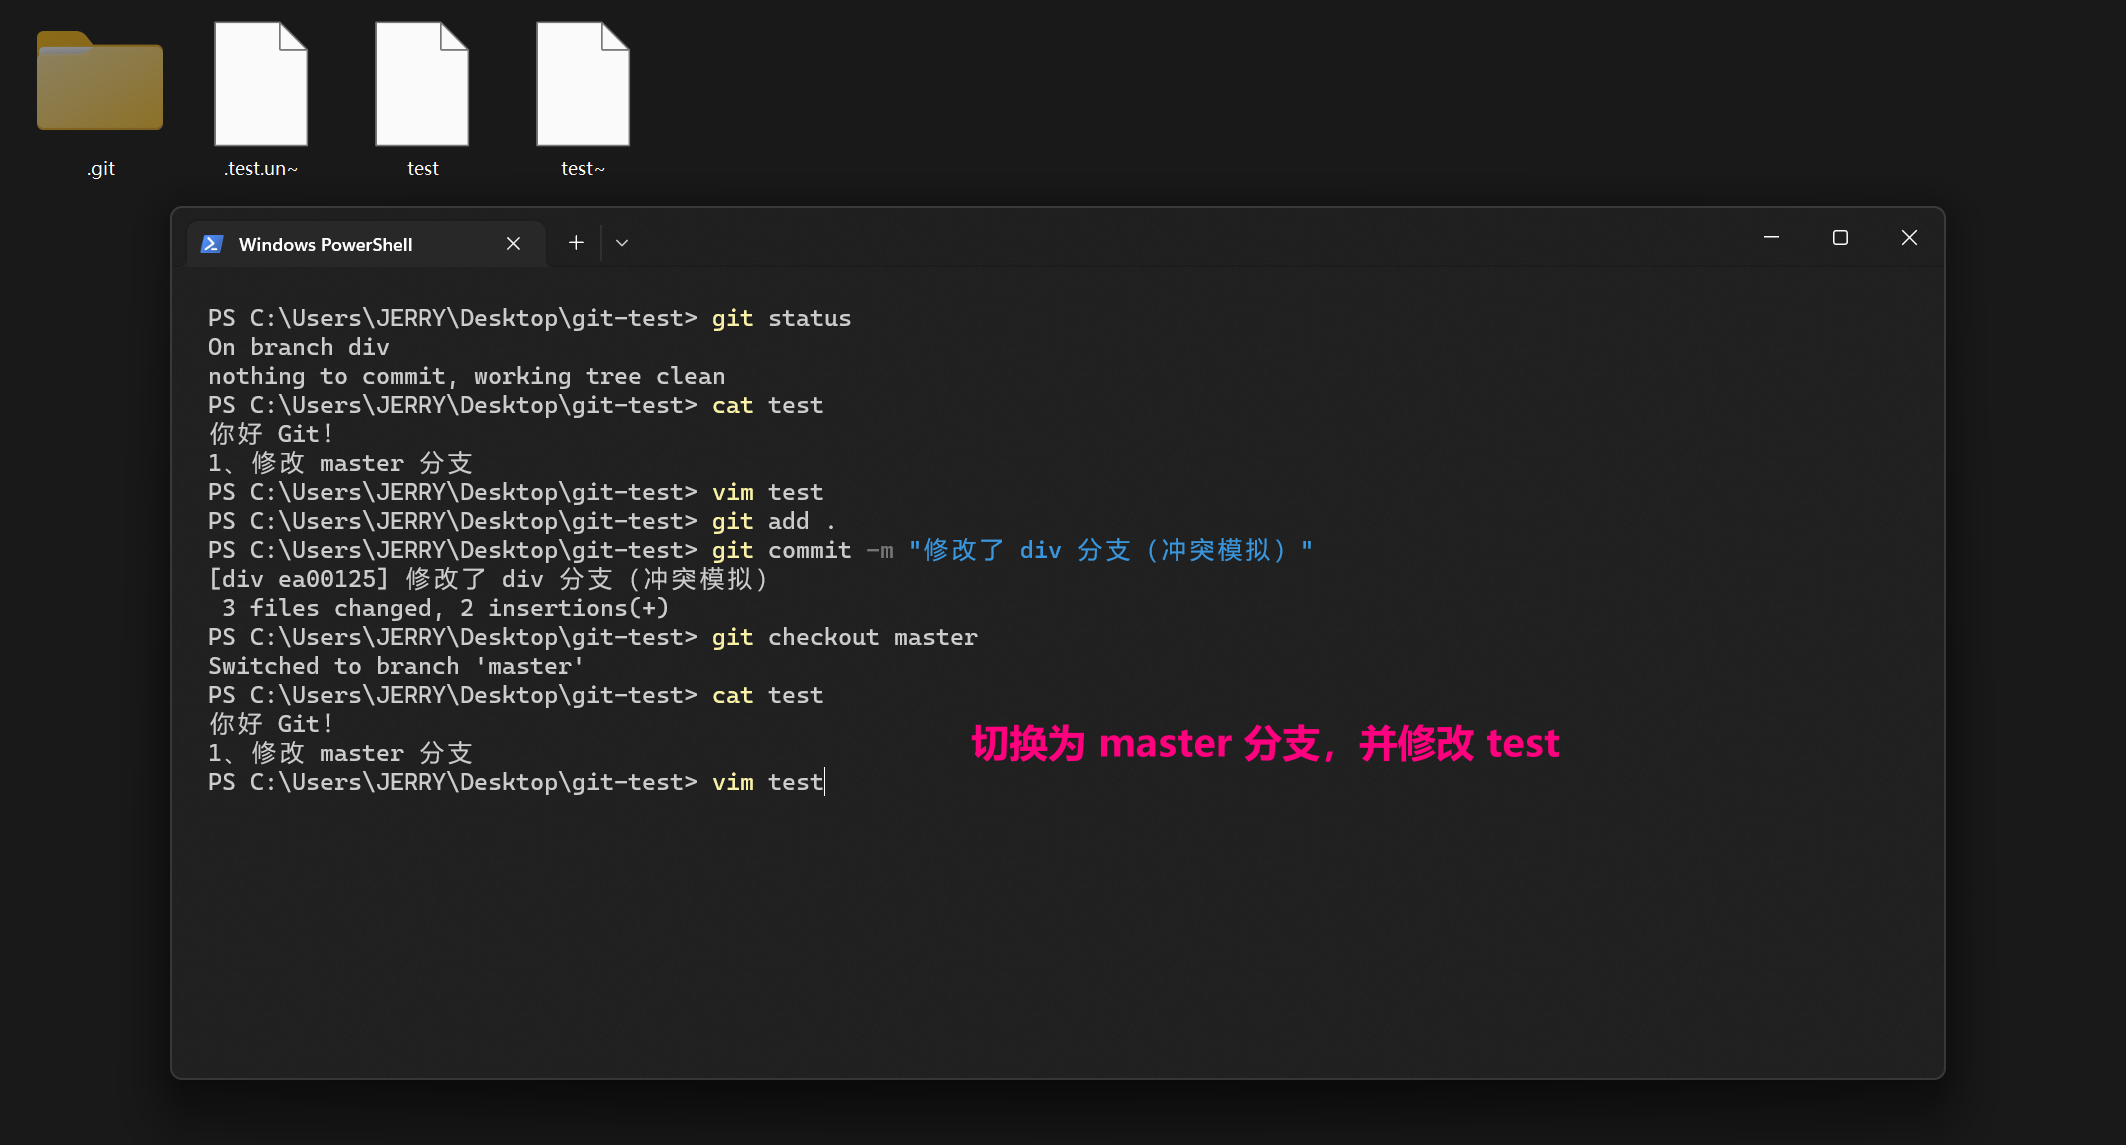 .git
.test.un~
test
test~
Windows PowerShell
PS C:\Users\JERRY\Desktop\git-test> git status
On branch div
nothing to commit, working tree clean
PS C:\Users\JERRY\Desktop\git-test> cat test
你好 Git!
1、修改 master 分支
PS C:\Users\JERRY\Desktop\git-test> vim test
PS C:\Users\JERRY\Desktop\git-test> git add .
PS C:\Users\JERRY\Desktop\git-test> git commit -m "修改了 div 分支（冲突模拟）"
[div ea00125] 修改了 div 分支（冲突模拟）
 3 files changed, 2 insertions(+)
PS C:\Users\JERRY\Desktop\git-test> git checkout master
Switched to branch 'master'
PS C:\Users\JERRY\Desktop\git-test> cat test
你好 Git!
1、修改 master 分支
切换为 master 分支，并修改 test
PS C:\Users\JERRY\Desktop\git-test> vim test